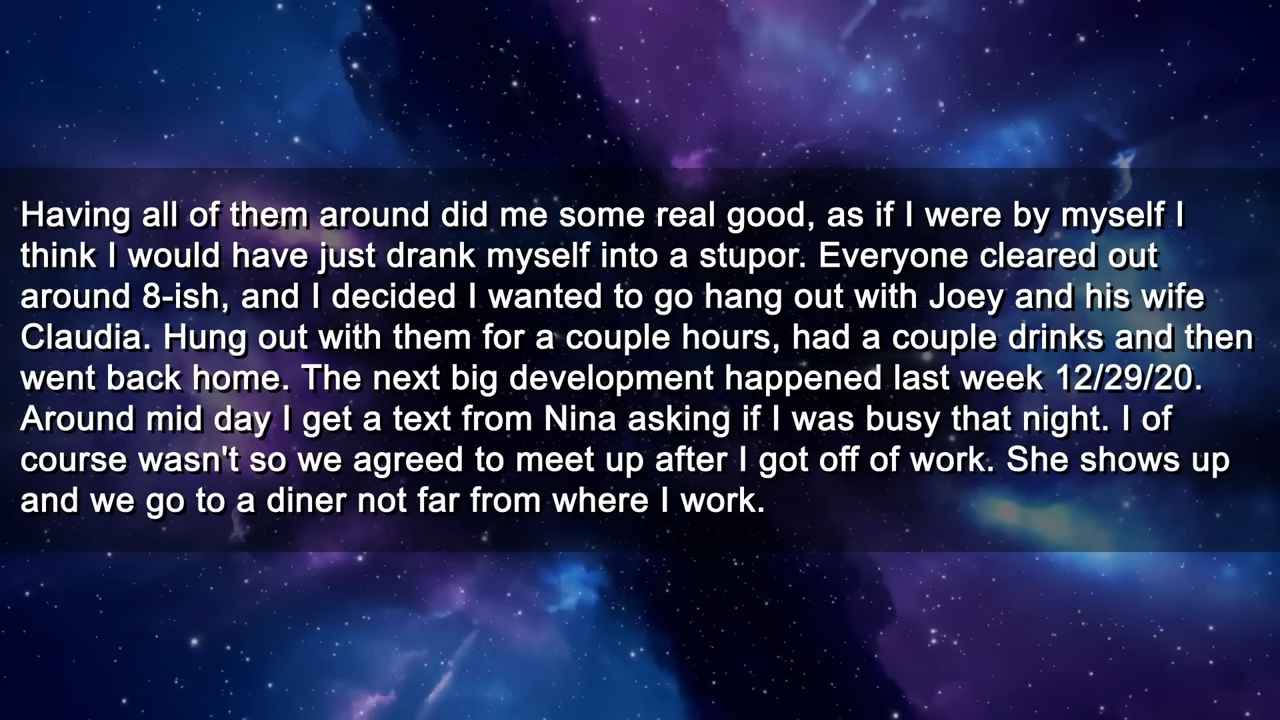 Having all of them around did me some real good, as if I were by myself I
think I would have just drank myself into a stupor. Everyone cleared out
around 8-ish, and I decided I wanted to go hang out with Joey and his wife
Claudia. Hung out with them for a couple hours, had a couple drinks and then
went back home. The next big development happened last week 12/29/20.
Around mid day I get a text from Nina asking if I was busy that night. I of
course wasn't so we agreed to meet up after I got off of work. She shows up
and we go to a diner not far from where I work.